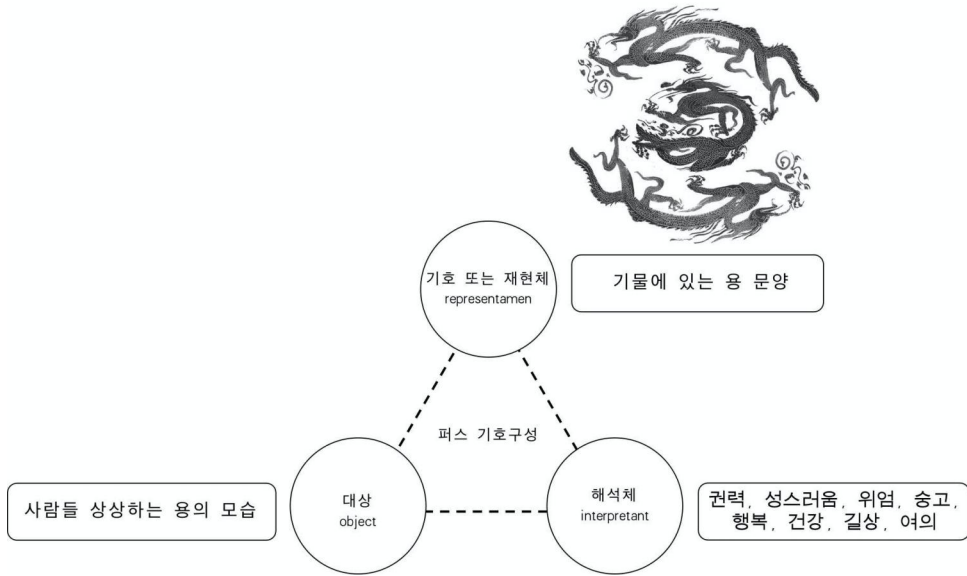 기호 또는 재현체
representamen
기물에 있는 용 문양
퍼스 기호구성
사람들 상상하는 용의 모습
대상
object
해석체
interpretant
권력, 성스러움, 위엄, 숭고,
행복, 건강, 길상, 여의